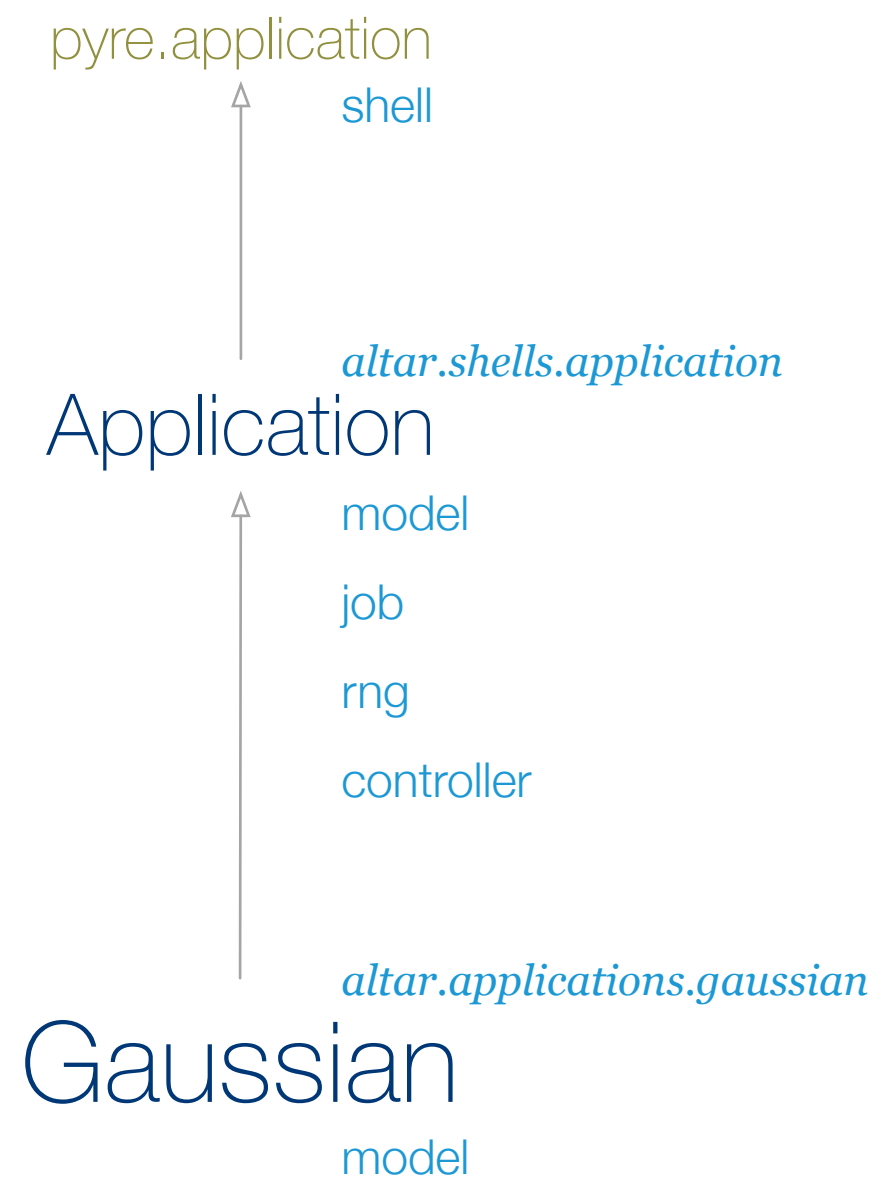 pyre.application
shell
altar.shells.application
Application
model
job
rng
controller
altar.applications.gaussian
Gaussian
model